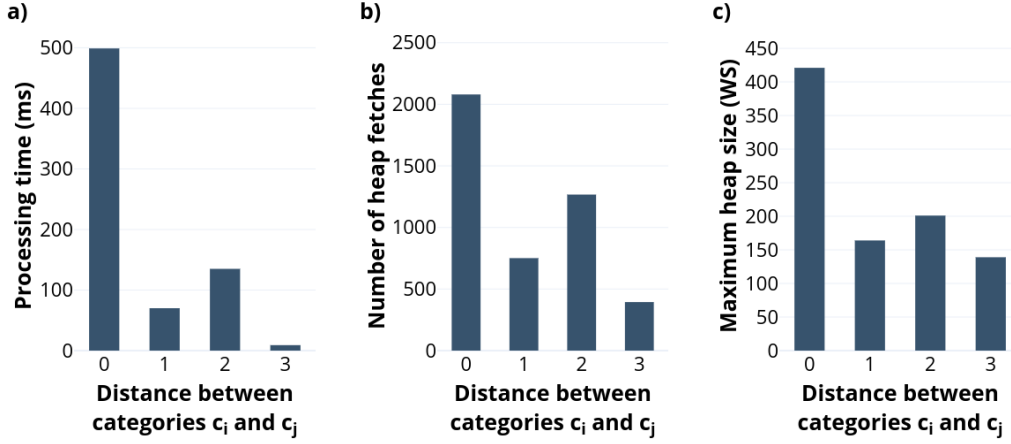 a)
Processing time (ms)
500
400
300
200
100
0
0 1 2 3
Distance between
categories ci and cj
b)
Number of heap fetches
2500
2000
1500
1000
500
0
0 1 2 3
Distance between
categories ci and cj
c)
Maximum heap size (WS)
450
400
350
300
250
200
150
100
50
0
0 1 2 3
Distance between
categories ci and cj